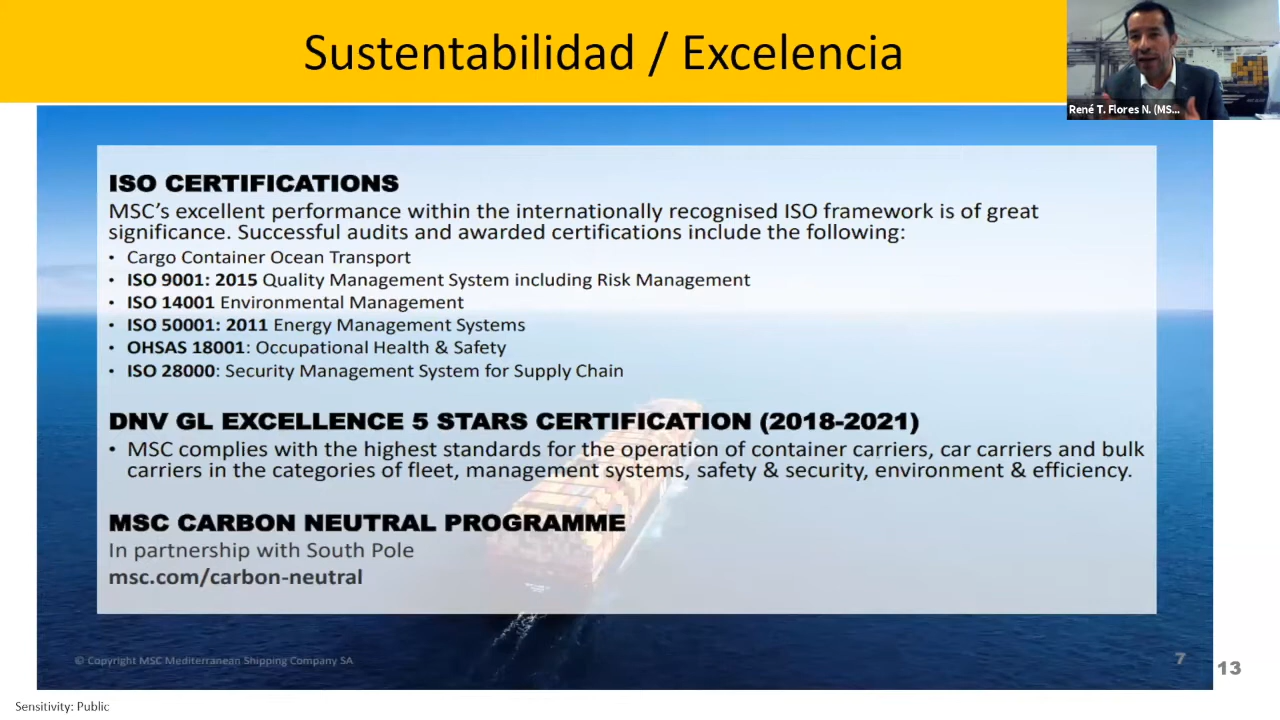 Sustentabilidad / Excelencia
René T. Flores N. (MS...
ISO CERTIFICATIONS
MSC's excellent performance within the internationally recognised ISO framework is of great
significance. Successful audits and awarded certifications include the following:
• Cargo Container Ocean Transport
• ISO 9001: 2015 Quality Management System including Risk Management
• ISO 14001 Environmental Management
• ISO 50001: 2011 Energy Management Systems
• OHSAS 18001: Occupational Health & Safety
• ISO 28000: Security Management System for Supply Chain
DNV GL EXCELLENCE 5 STARS CERTIFICATION (2018-2021)
• MSC complies with the highest standards for the operation of container carriers, car carriers and bulk
carriers in the categories of fleet, management systems, safety & security, environment & efficiency.
MSC CARBON NEUTRAL PROGRAMME
In partnership with South Pole
msc.com/carbon-neutral
© Copyright MSC Mediterranean Shipping Company SA
7
13
Sensitivity: Public